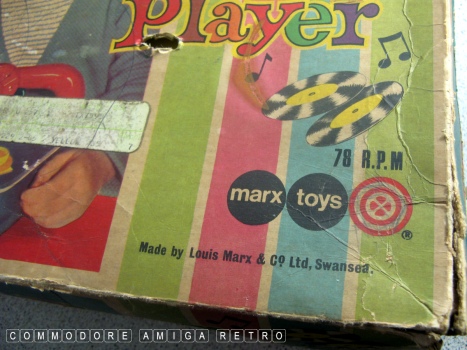 Player
78 R.P.M
marx toys
®
Made by Louis Marx & Co Ltd, Swansea.
COMMODORE AMIGA RETRO